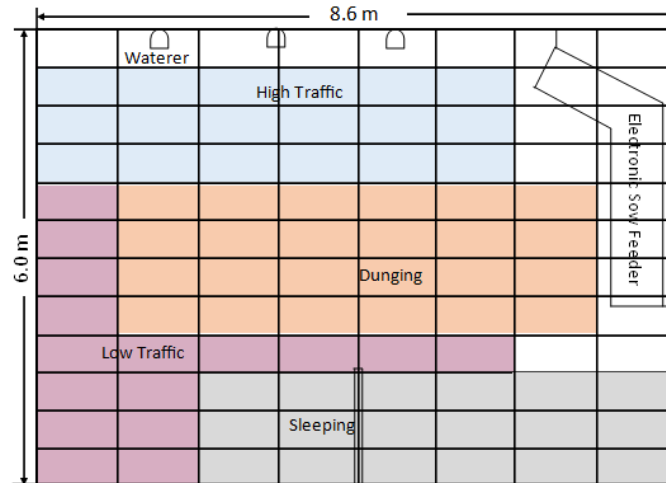 8.6 m
Waterer
High Traffic
Electronic Sow Feeder
6.0 m
Dunging
Low Traffic
Sleeping